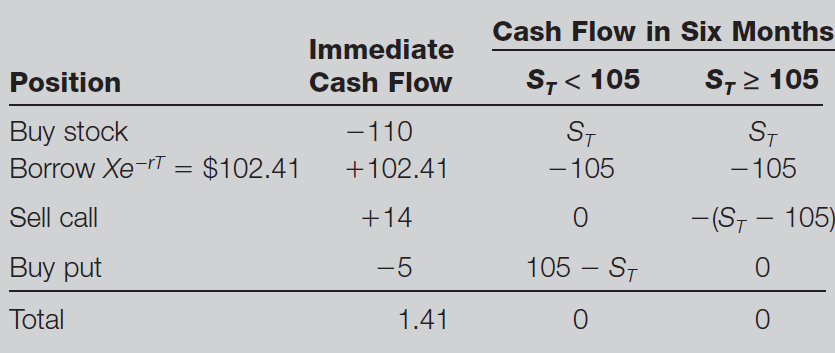 Cash Flow in Six Months
Immediate
Position Cash Flow S_T < 105 S_T ≥ 105
Buy stock −110 S_T S_T
Borrow Xe^−rT = $102.41 +102.41 −105 −105
Sell call +14 0 −(S_T − 105)
Buy put −5 105 − S_T 0
Total 1.41 0 0